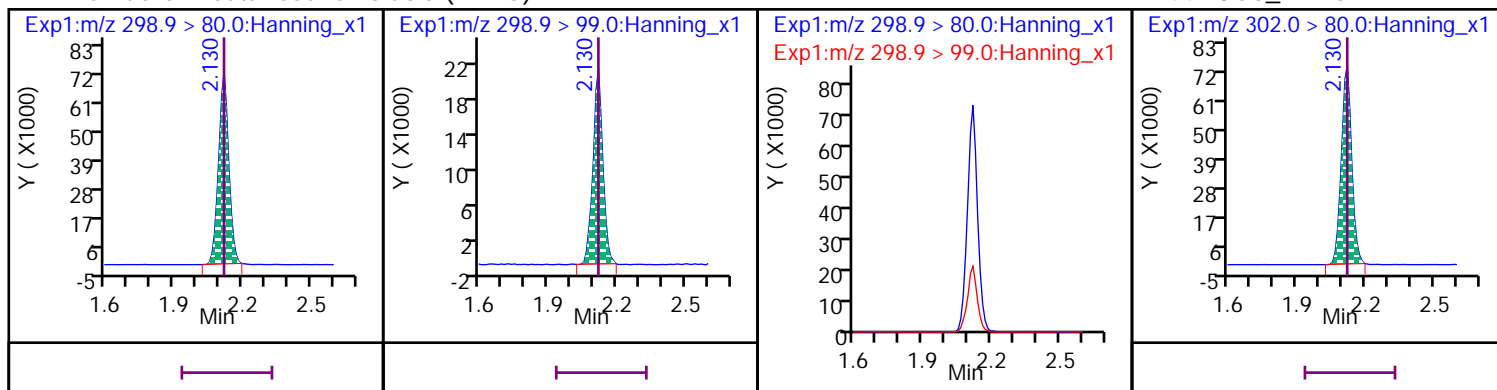 Exp1:m/z 298.9 > 80.0:Hanning_x1
Y ( X1000)
83
72
61
50
39
28
17
6
-5
2.130
1.6 1.9 2.2 2.5
Min
Exp1:m/z 298.9 > 99.0:Hanning_x1
Y ( X1000)
22
18
14
10
6
2
-2
2.130
1.6 1.9 2.2 2.5
Min
Exp1:m/z 298.9 > 80.0:Hanning_x1
Exp1:m/z 298.9 > 99.0:Hanning_x1
Y ( X1000)
80
70
60
50
40
30
20
10
0
1.6 1.9 2.2 2.5
Min
Exp1:m/z 302.0 > 80.0:Hanning_x1
Y ( X1000)
83
72
61
50
39
28
17
6
-5
2.130
1.6 1.9 2.2 2.5
Min